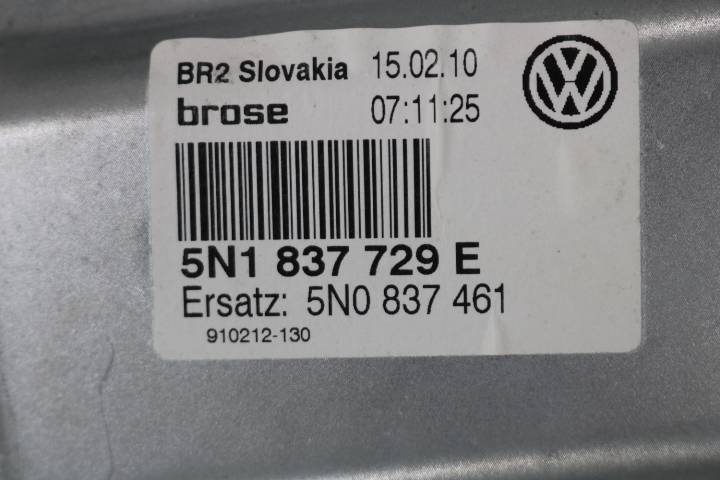 BR2 Slovakia 15.02.10
brose 07:11:25
5N1 837 729 E
Ersatz: 5N0 837 461
910212-130